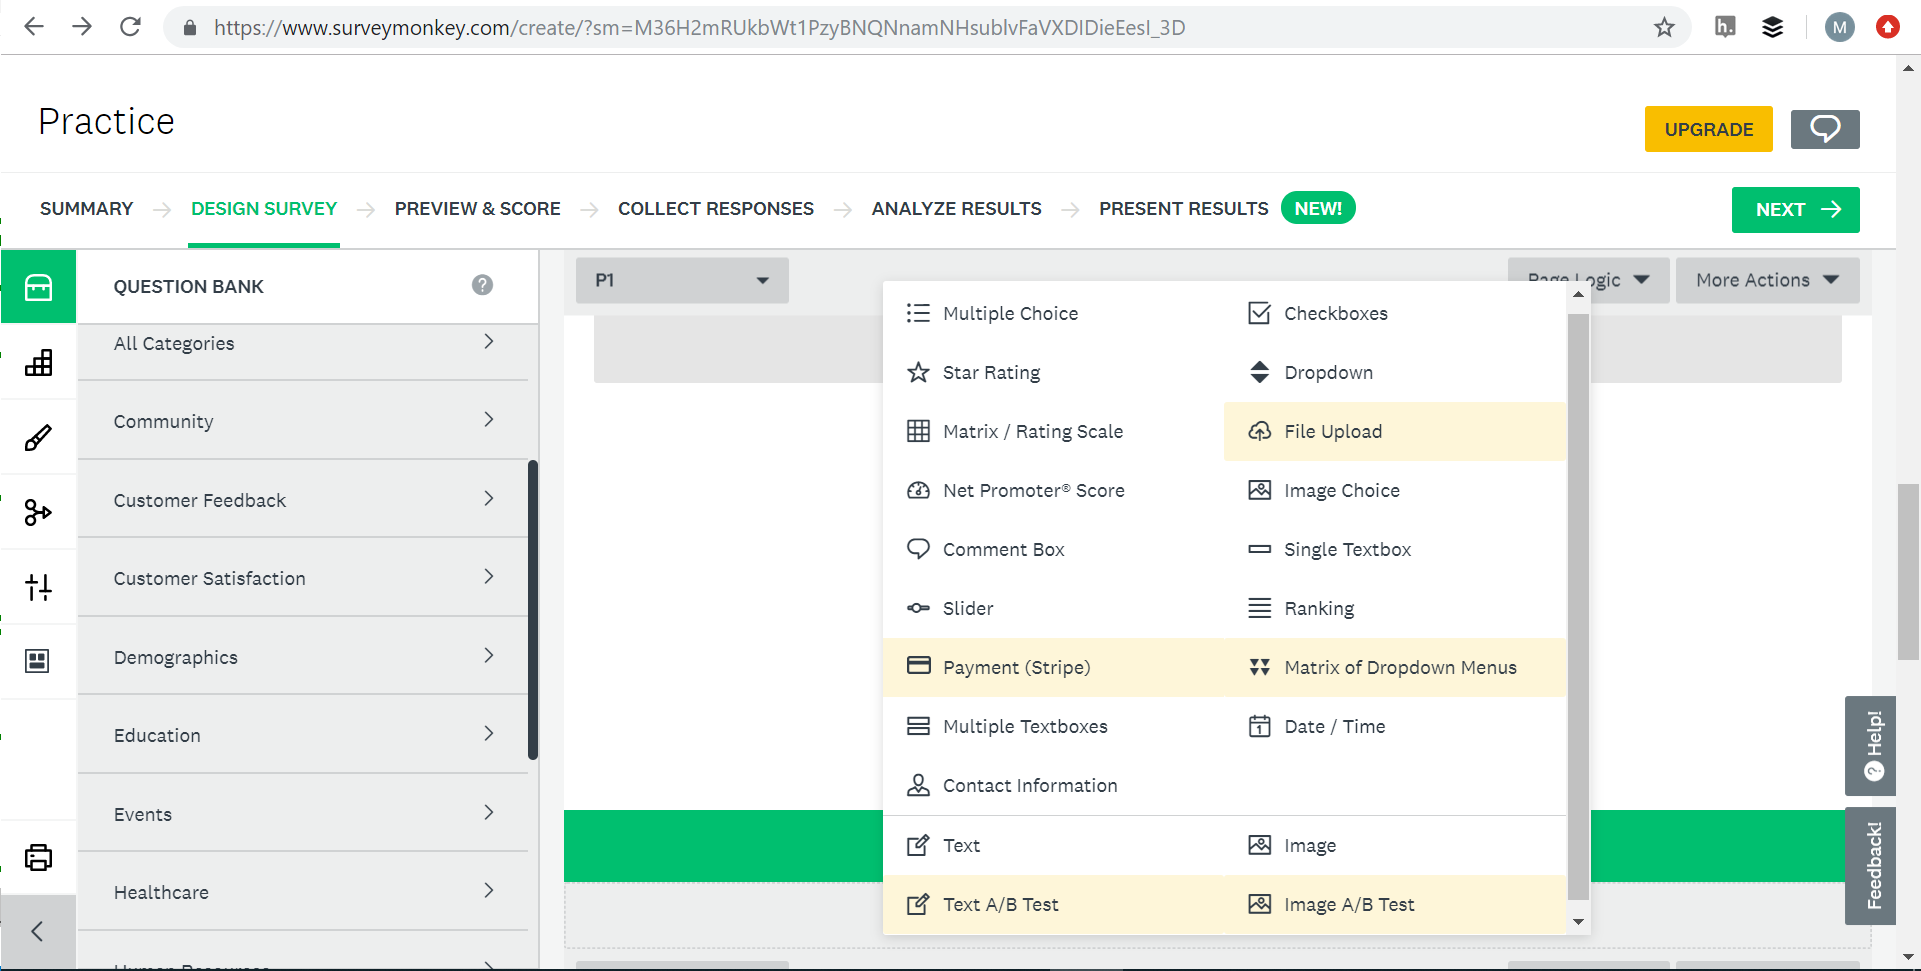 https://www.surveymonkey.com/create/?sm=M36H2mRUkbWt1PzyBNQNnamNHsublvFaVXDIDieEesI_3D
h.
M
Practice
UPGRADE
SUMMARY
DESIGN SURVEY
PREVIEW & SCORE
COLLECT RESPONSES
ANALYZE RESULTS
PRESENT RESULTS
NEW!
NEXT
QUESTION BANK
?
All Categories
Community
Customer Feedback
Customer Satisfaction
Demographics
Education
Events
Healthcare
Human Resources
P1
Page Logic
More Actions
Multiple Choice
Checkboxes
Star Rating
Dropdown
Matrix / Rating Scale
File Upload
Net Promoter® Score
Image Choice
Comment Box
Single Textbox
Slider
Ranking
Payment (Stripe)
Matrix of Dropdown Menus
Multiple Textboxes
1
Date / Time
Contact Information
Text
Image
Text A/B Test
Image A/B Test
? Help!
Feedback!